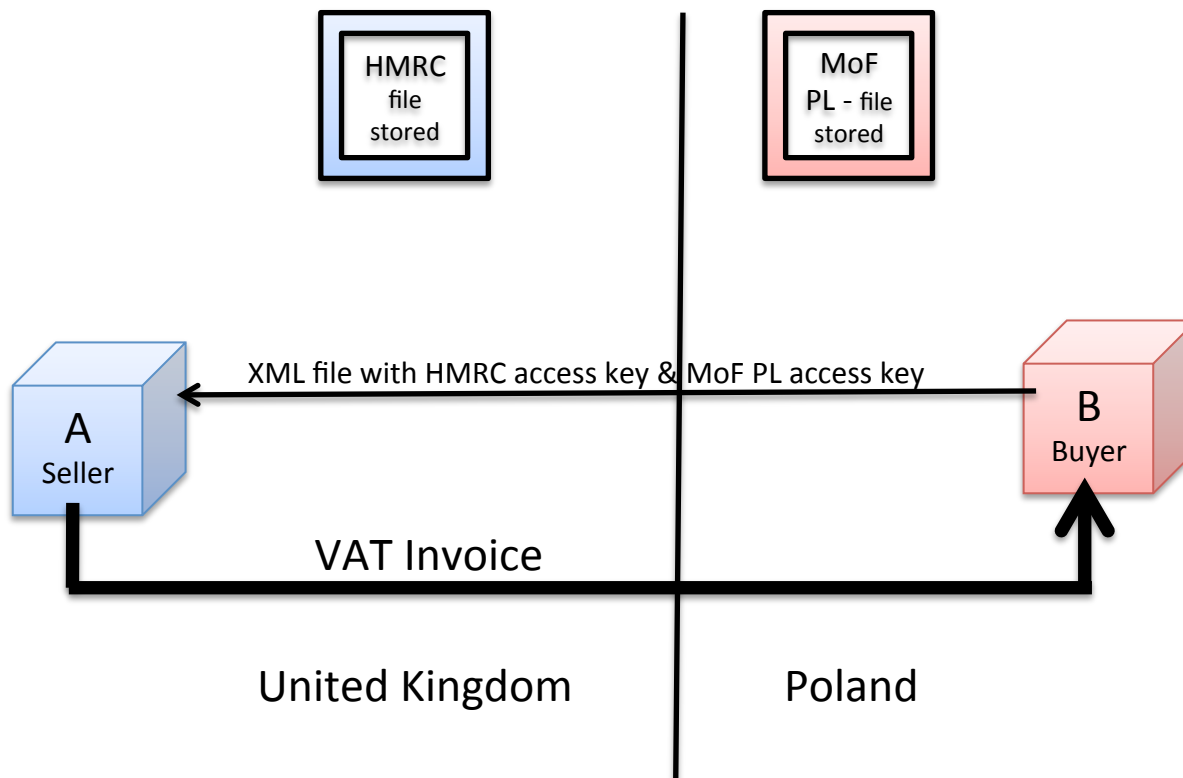 HMRC
file
stored
MoF
PL - file
stored
XML file with HMRC access key & MoF PL access key
A
Seller
B
Buyer
VAT Invoice
United Kingdom
Poland